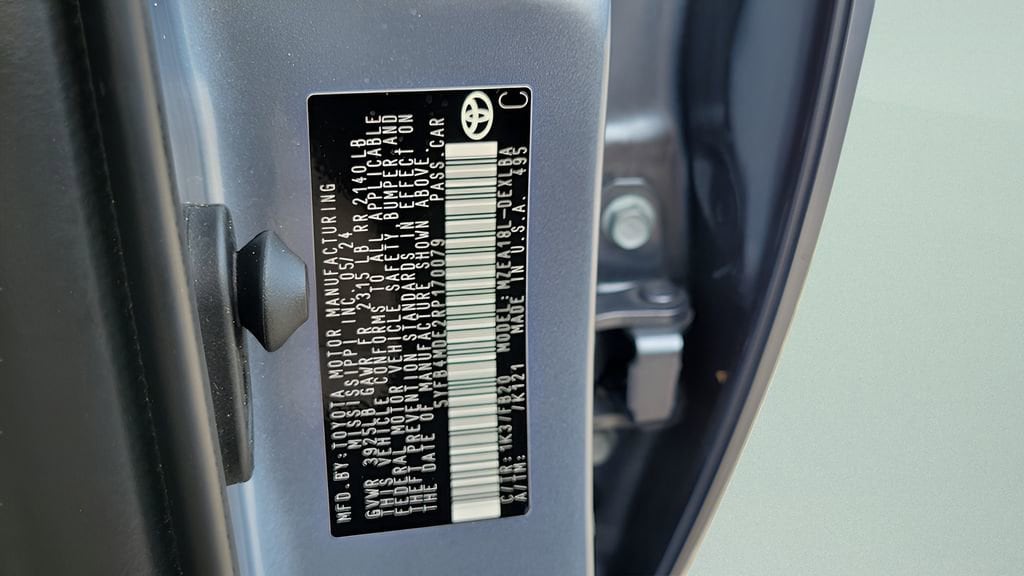 MFD.BY:TOYOTA MOTOR MANUFACTURING
MISSISSIPPI INC. 05/24
GVWR 3925LB GAWR FR 2315LB RR 2140LB
THIS VEHICLE CONFORMS TO ALL APPLICABLE
FEDERAL MOTOR VEHICLE SAFETY BUMPER,AND
THEFT PREVENTION STANDARDS IN EFFECT ON
THE DATE OF MANUFACTURE SHOWN ABOVE.
5YFB4MDE2RP170079 PASS.CAR
C/TR: 1K3/FB20 MODEL: MZEA18L-DEXLBA
A/TM: /K121 MADE IN U.S.A. 495
C